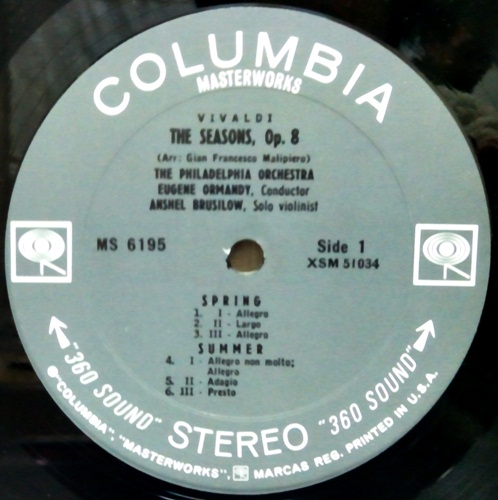 COLUMBIA
MASTERWORKS
VIVALDI
THE SEASONS, Op. 8
(Arr: Gian Francesco Malipiero)
THE PHILADELPHIA ORCHESTRA
EUGENE ORMANDY, Conductor
ANSHEL BRUSILOW, Solo violinist
MS 6195
Side 1
XSM 51034
SPRING
1. I - Allegro
2. II - Largo
3. III - Allegro
SUMMER
4. I - Allegro non molto;
Allegro
5. II - Adagio
6. III - Presto
"360 SOUND" STEREO "360 SOUND"
"COLUMBIA", "MASTERWORKS", MARCAS REG. PRINTED IN U.S.A.